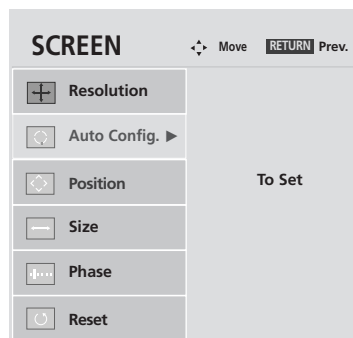 SCREEN Move RETURN Prev.
Resolution
Auto Config. ▶
Position
To Set
Size
Phase
Reset